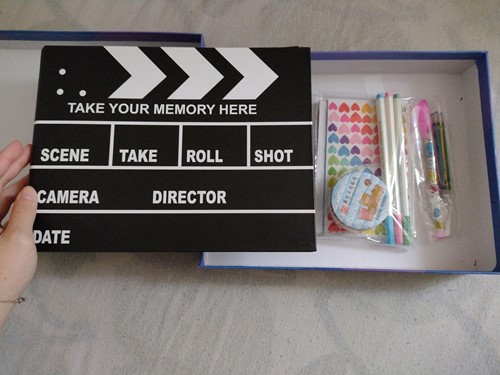 TAKE YOUR MEMORY HERE
SCENE TAKE ROLL SHOT
CAMERA DIRECTOR
DATE